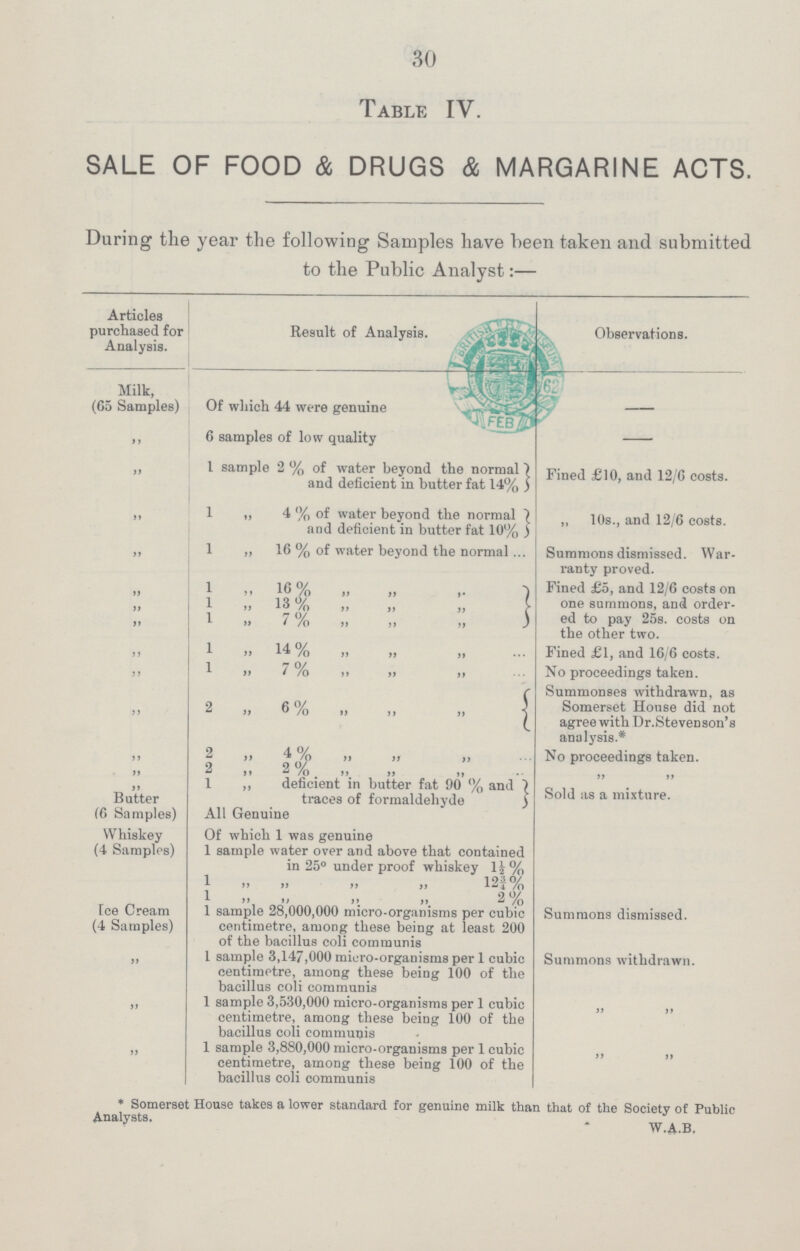 30
TABLE IV.
SALE OF FOOD & DRUGS & MARGARINE ACTS.
During the year the following Samples have been taken and submitted
to the Public Analyst :—
Articles purchased for Analysis. Result of Analysis. Observations.
BRITISH MUSEUM
62
FEB
Milk, (65 Samples) Of which 44 were genuine —
,, 6 samples of low quality —
,, 1 sample 2 % of water beyond the normal and deficient in butter fat 14% } Fined £10, and 12/6 costs.
,, 1 ,, 4 % of water beyond the normal and deficient in butter fat 10% } ,, 10s., and 12/6 costs.
,, 1 ,, 16 % of water beyond the normal ... Summons dismissed. Warranty proved.
,, 1 ,, 16 % ,, ,, ,, } Fined £5, and 12/6 costs on
,, 1 ,, 13 % ,, ,, ,, } one summons, and order-
,, 1 ,, 7 % ,, ,, ,, } ed to pay 25s. costs on
the other two.
,, 1 ,, 14 % ,, ,, ,, ... Fined £1, and 16/6 costs.
,, 1 ,, 7 % ,, ,, ,, ... No proceedings taken.
,, 2 ,, 6 % ,, ,, ,, { Summonses withdrawn, as
Somerset House did not
agree with Dr. Stevenson's
analysis.*
,, 2 ,, 4 % ,, ,, ,, ... No proceedings taken.
,, 2 ,, 2 % ,, ,, ,, .. ,, ,,
,, 1 ,, deficient in butter fat 90 % and traces of formaldehyde } Sold as a mixture.
Butter (6 Samples) All Genuine
Whiskey (4 Samples) Of which 1 was genuine
1 sample water over and above that contained
in 25° under proof whiskey 1½ %
1 ,, ,, ,, ,, 12¾ %
1 ,, ,, ,, ,, 2 %
Ice Cream (4 Samples) 1 sample 28,000,000 micro-organisms per cubic Summons dismissed.
centimetre, among these being at least 200
of the bacillus coli communis
,, 1 sample 3,147,000 micro-organisms per 1 cubic Summons withdrawn.
centimetre, among these being 100 of the
bacillus coli communis
,, 1 sample 3,530,000 micro-organisms per 1 cubic ,, ,,
centimetre, among these being 100 of the
bacillus coli communis
,, 1 sample 3,880,000 micro-organisms per 1 cubic ,, ,,
centimetre, among these being 100 of the
bacillus coli communis
* Somerset House takes a lower standard for genuine milk than that of the Society of Public
Analysts.
W.A.B.